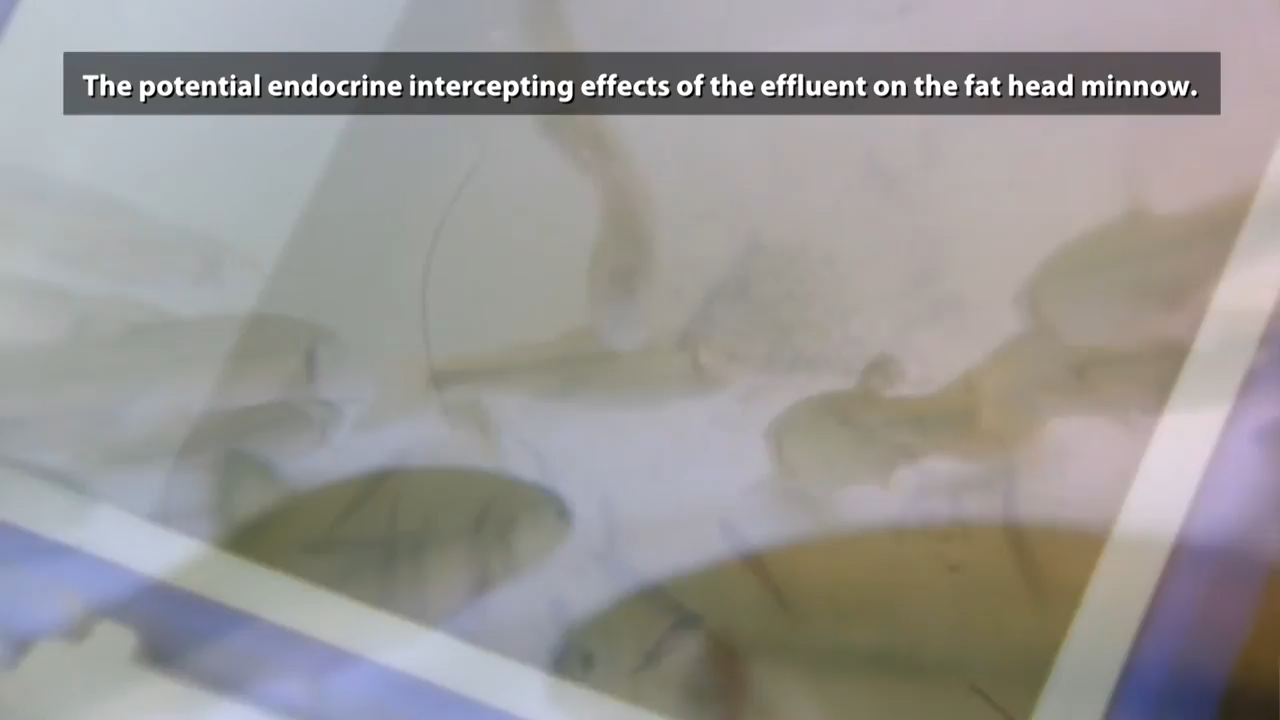 The potential endocrine intercepting effects of the effluent on the fat head minnow.